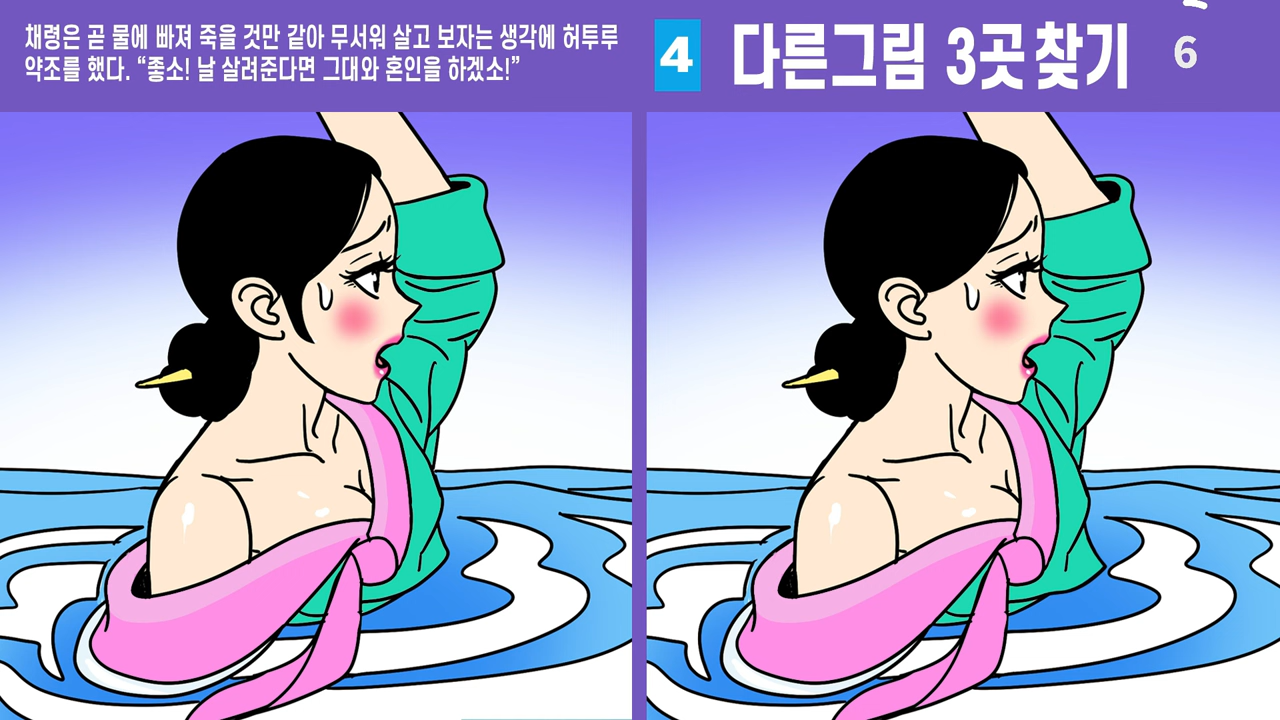 채령은 곧 물에 빠져 죽을 것만 같아 무서워 살고 보자는 생각에 허투루
약조를 했다. “좋소! 날 살려준다면 그대와 혼인을 하겠소!”
4 다른그림 3곳 찾기 6